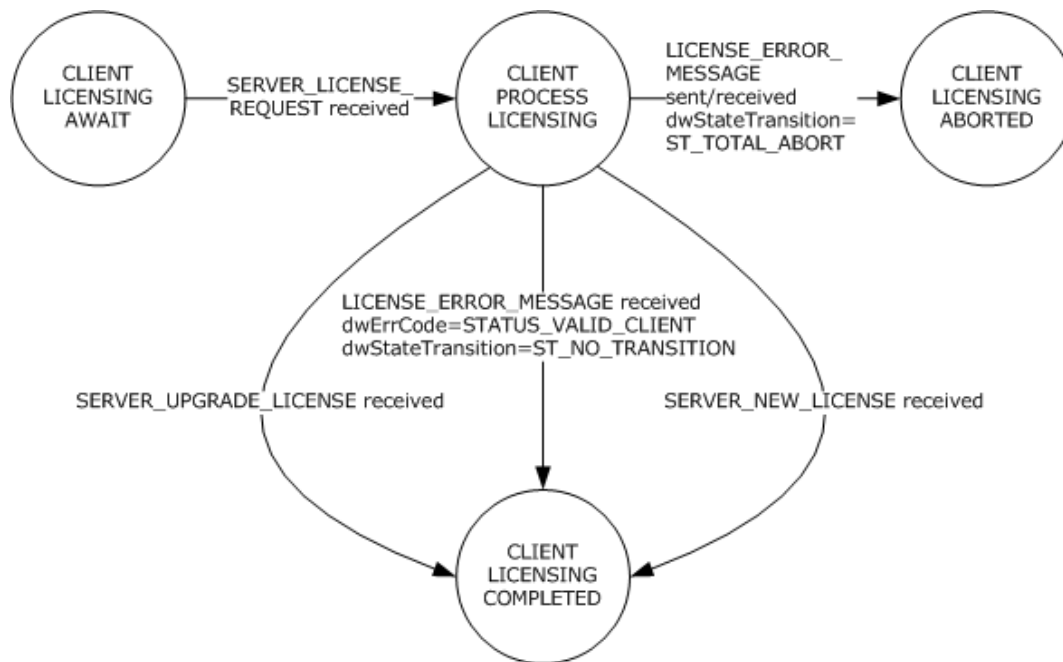 CLIENT
LICENSING
AWAIT
SERVER_LICENSE_
REQUEST received
CLIENT
PROCESS
LICENSING
LICENSE_ERROR_
MESSAGE
sent/received
dwStateTransition=
ST_TOTAL_ABORT
CLIENT
LICENSING
ABORTED
LICENSE_ERROR_MESSAGE received
dwErrCode=STATUS_VALID_CLIENT
dwStateTransition=ST_NO_TRANSITION
SERVER_UPGRADE_LICENSE received
SERVER_NEW_LICENSE received
CLIENT
LICENSING
COMPLETED